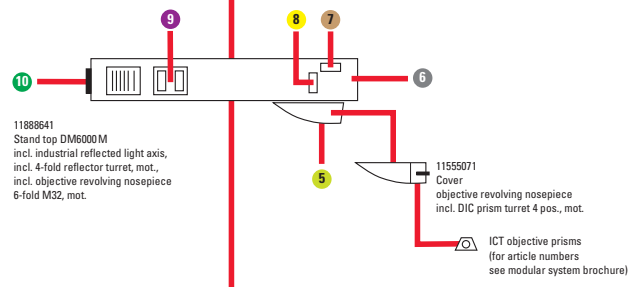 9
8
7
10
6
11888641
Stand top DM6000 M
incl. industrial reflected light axis,
incl. 4-fold reflector turret, mot.,
incl. objective revolving nosepiece
6-fold M32, mot.
5
11555071
Cover
objective revolving nosepiece
incl. DIC prism turret 4 pos., mot.
ICT objective prisms
(for article numbers
see modular system brochure)